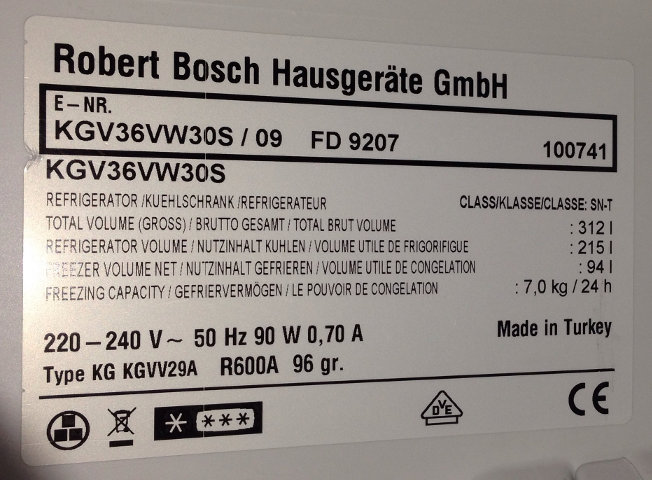 Robert Bosch Hausgeräte GmbH
E-NR.
KGV36VW30S / 09 FD 9207 100741
KGV36VW30S
REFRIGERATOR /KUEHLSCHRANK /REFRIGERATEUR CLASS/KLASSE/CLASSE: SN-T
TOTAL VOLUME (GROSS) / BRUTTO GESAMT / TOTAL BRUT VOLUME : 312 l
REFRIGERATOR VOLUME / NUTZINHALT KUHLEN / VOLUME UTILE DE FRIGORIFIGUE : 215 l
FREEZER VOLUME NET / NUTZINHALT GEFRIEREN / VOLUME UTILE DE CONGELATION : 94 l
FREEZING CAPACITY / GEFRIERVERMÖGEN / LE POUVOIR DE CONGELATION : 7,0 kg / 24 h
220-240 V ~ 50 Hz 90 W 0,70 A Made in Turkey
Type KG KGVV29A R600A 96 gr.
* *** DVE CE